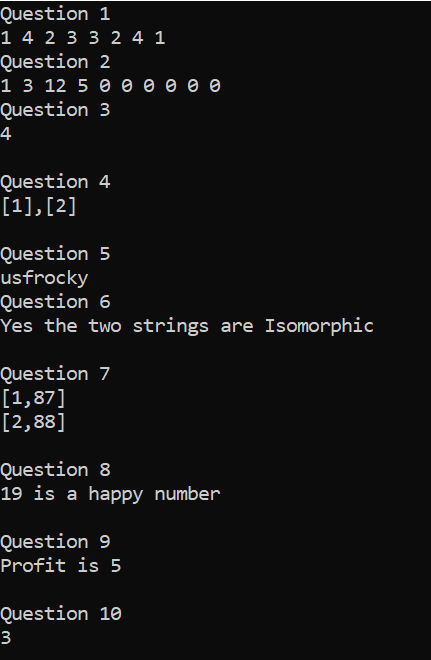 Question 1
1 4 2 3 3 2 4 1
Question 2
1 3 12 5 0 0 0 0 0 0
Question 3
4
Question 4
[1],[2]
Question 5
usfrocky
Question 6
Yes the two strings are Isomorphic
Question 7
[1,87]
[2,88]
Question 8
19 is a happy number
Question 9
Profit is 5
Question 10
3